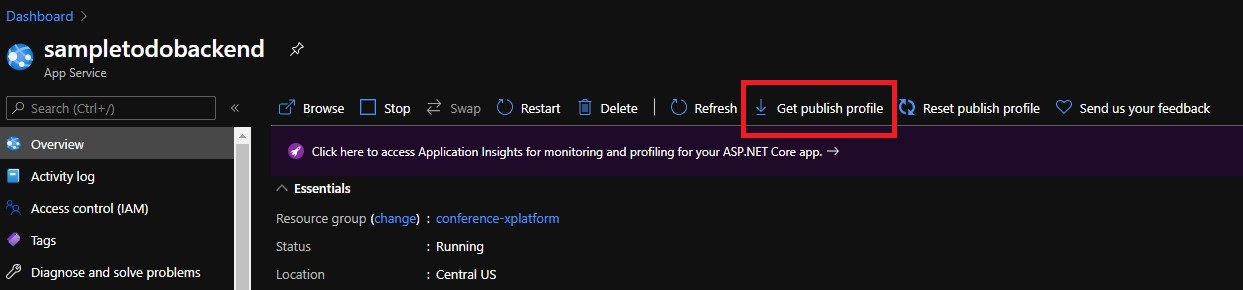 Dashboard >
sampletodobackend
App Service
Search (Ctrl+/)
«
Browse Stop Swap Restart Delete Refresh Get publish profile Reset publish profile Send us your feedback
Overview
Click here to access Application Insights for monitoring and profiling for your ASP.NET Core app. →
Activity log
Essentials
Access control (IAM)
Resource group (change) : conference-xplatform
Tags
Status : Running
Diagnose and solve problems
Location : Central US